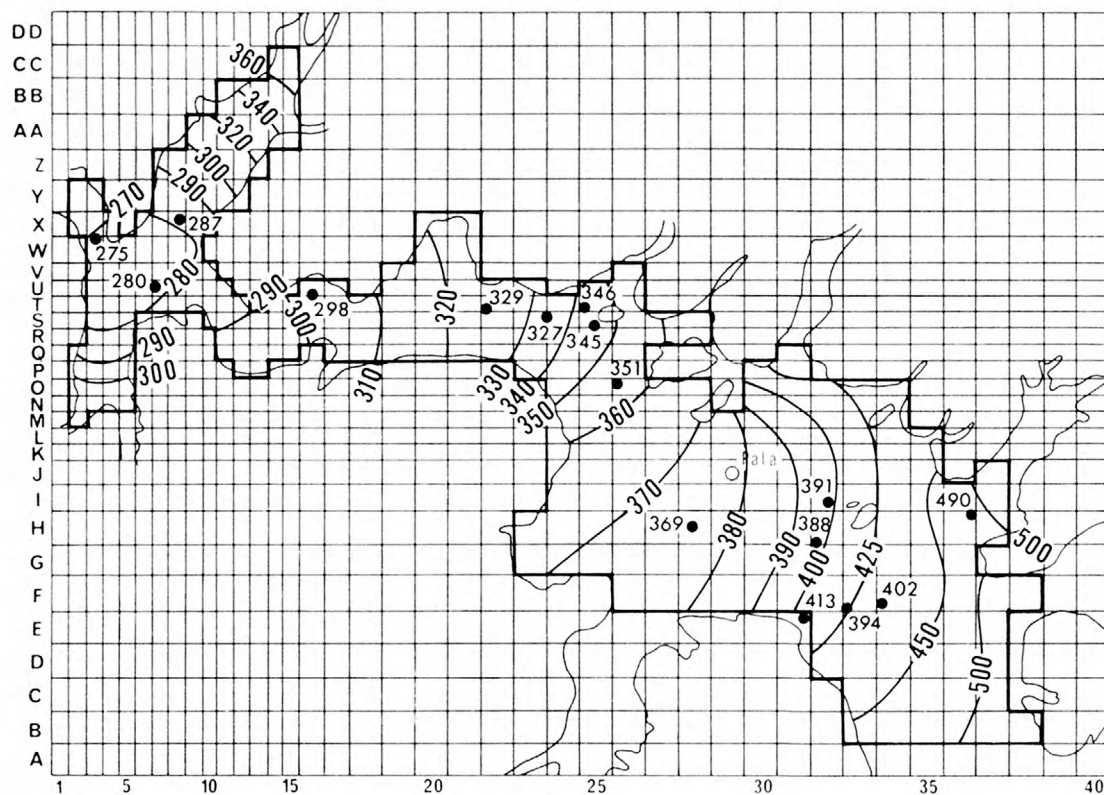 DD
CC
360
BB
340
AA
320
Z
300
290
Y
270
X
287
275
W
V
280
280
290
346
U
298
329
T
300
320
327
345
S
R
290
Q
351
P
300
310
330
O
340
360
N
350
M
L
K
Pala
J
391
I
370
490
369
388
H
380
500
390
425
G
400
402
F
413
394
E
450
D
500
C
B
A
1 5 10 15 20 25 30 35 40